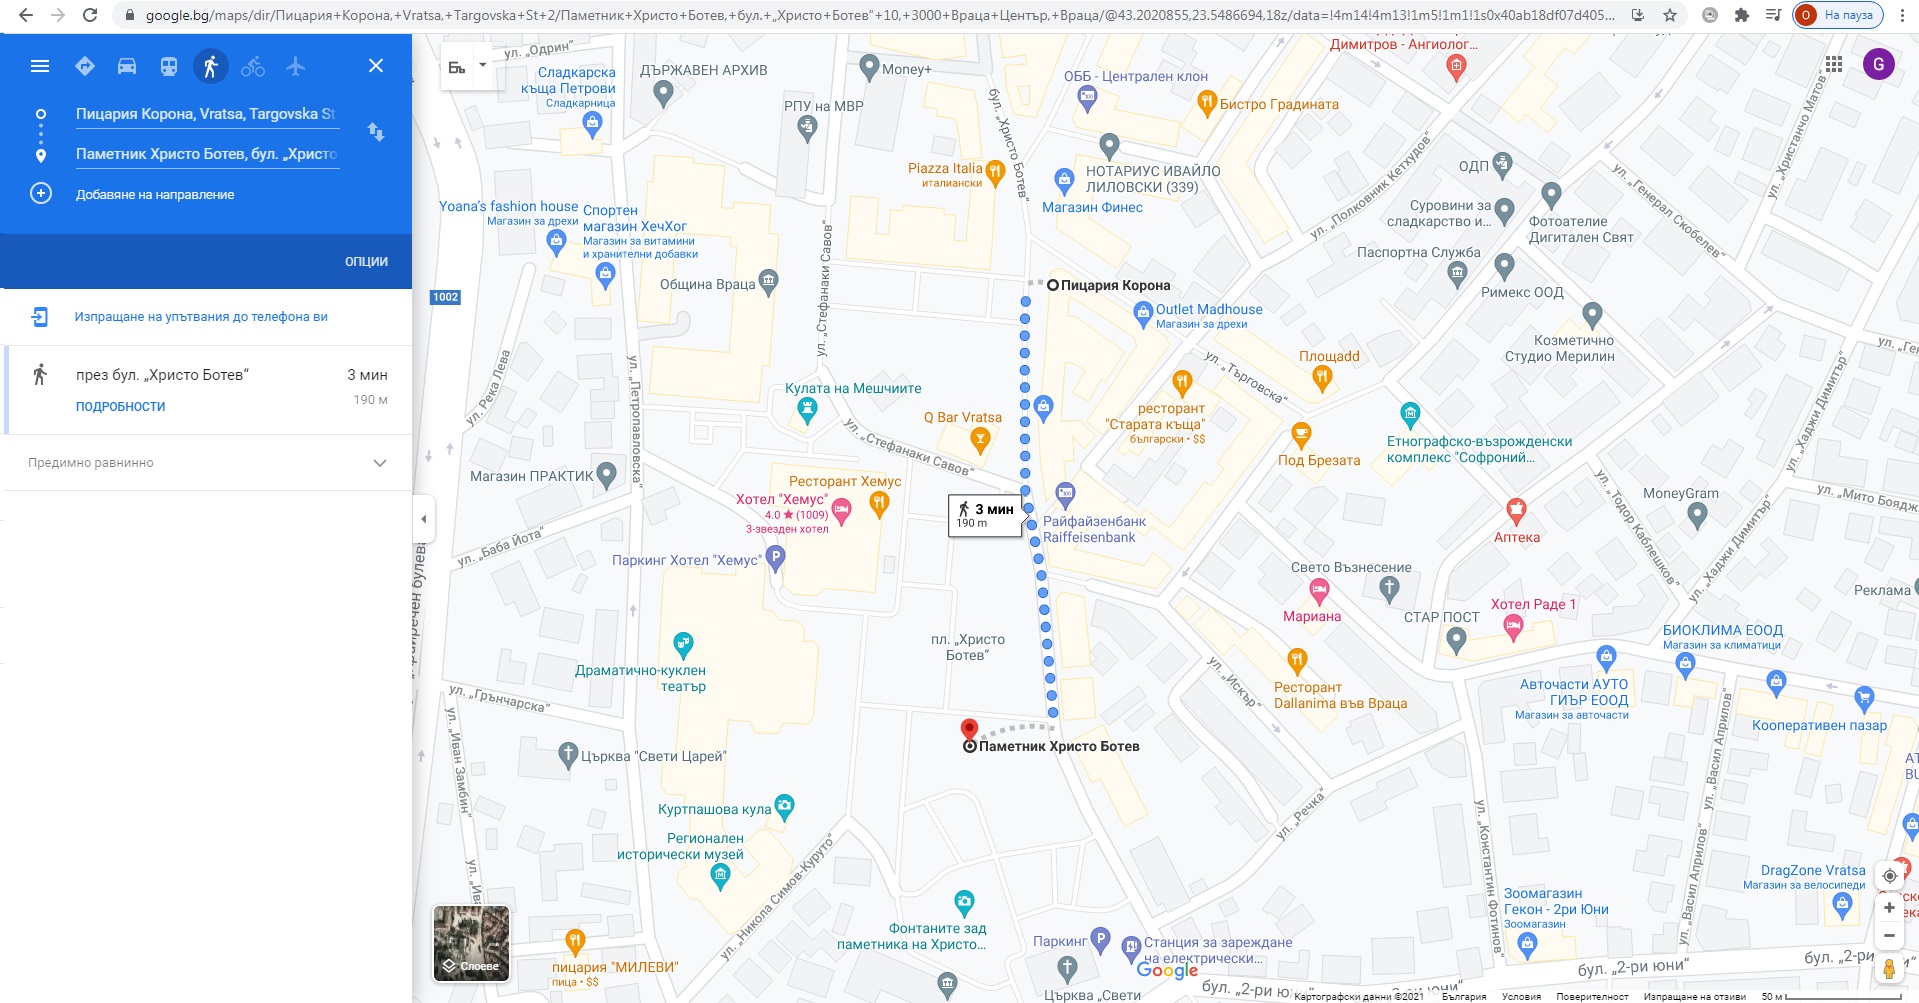 google.bg/maps/dir/Пицария+Корона,+Vratsa,+Targovska+St+2/Паметник+Христо+Ботев,+бул.+„Христо+Ботев“+10,+3000+Враца+Център,+Враца/@43.2020855,23.5486694,18z/data=!4m14!4m13!1m5!1m1!1s0x40ab18df07d405...
О На пауза
Пицария Корона, Vratsa, Targovska St
Паметник Христо Ботев, бул. „Христо
Добавяне на направление
ОПЦИИ
Изпращане на упътвания до телефона ви
през бул. „Христо Ботев“ 3 мин
190 м
ПОДРОБНОСТИ
Предимно равнинно
G
ул. „Одрин“
Сладкарска
къща Петрови
Сладкарница
ДЪРЖАВЕН АРХИВ
Money+
РПУ на МВР
ОББ - Централен клон
Бистро Градината
Димитров - Ангиолог...
бул. „Христо Ботев“
Piazza Italia
италиански
НОТАРИУС ИВАЙЛО
ЛИЛОВСКИ (339)
Магазин Финес
ул. „Полковник Кетхудов“
ОДП
Суровини за
сладкарство и...
Фотоателие
Дигитален Свят
Паспортна Служба
Римекс ООД
ул. „Генерал Скобелев“
ул. „Христанчо Матов“
Yoana's fashion house
Магазин за дрехи
Спортен
магазин ХечХог
Магазин за витамини
и хранителни добавки
Община Враца
1002
ул. „Стефанаки Савов“
Пицария Корона
Outlet Madhouse
Магазин за дрехи
Козметично
Студио Мерилин
ул. „Ге
ул. „Река Лева
ул. „Петропавловска“
ул. „Търговска“
Площадd
Кулата на Мешчиите
Q Bar Vratsa
ресторант
"Старата къща"
български • $$
Под Брезата
Етнографско-възрожденски
комплекс "Софроний...
ул. „Хаджи Димитър“
ул. „Стефанаки Савов“
Магазин ПРАКТИК
Ресторант Хемус
Хотел "Хемус"
4.0 ★ (1009)
3-звезден хотел
3 мин
190 m
Райфайзенбанк
Raiffeisenbank
MoneyGram
ул. „Мито Боядж
Аптека
ул. „Тодор Каблешков“
ул. „Хаджи Димитър“
ул. „Баба Йота“
Паркинг Хотел "Хемус"
Свето Възнесение
Мариана
СТАР ПОСТ
Хотел Раде 1
Реклама
БИОКЛИМА ЕООД
Магазин за климатици
пл. „Христо
Ботев“
Драматично-куклен
театър
ул. „Искър“
Ресторант
Dallanima във Враца
Авточасти АУТО
ГИЪР ЕООД
Магазин за авточасти
Кооперативен пазар
ул. „Грънчарска“
ул. „Иван Замбин“
Църква "Свети Царей"
Паметник Христо Ботев
ул. „Васил Априлов“
Куртпашова кула
Регионален
исторически музей
ул. „Речка“
ул. „Константин Фотинов“
ул. „Васил Априлов“
DragZone Vratsa
Магазин за велосипеди
ул. „Никола Симов-Куруто“
Зоомагазин
Гекон - 2ри Юни
Зоомагазин
Фонтаните зад
паметника на Христо...
Паркинг
Станция за зареждане
на електрически...
Слоеве
пицария "МИЛЕВИ"
пица • $$
Църква "Свети
Google
бул. „2-ри юни“
бул. „2-ри
бул. „2-ри юни“
Картографски данни ©2021 България Условия Поверителност Изпращане на отзиви 50 м